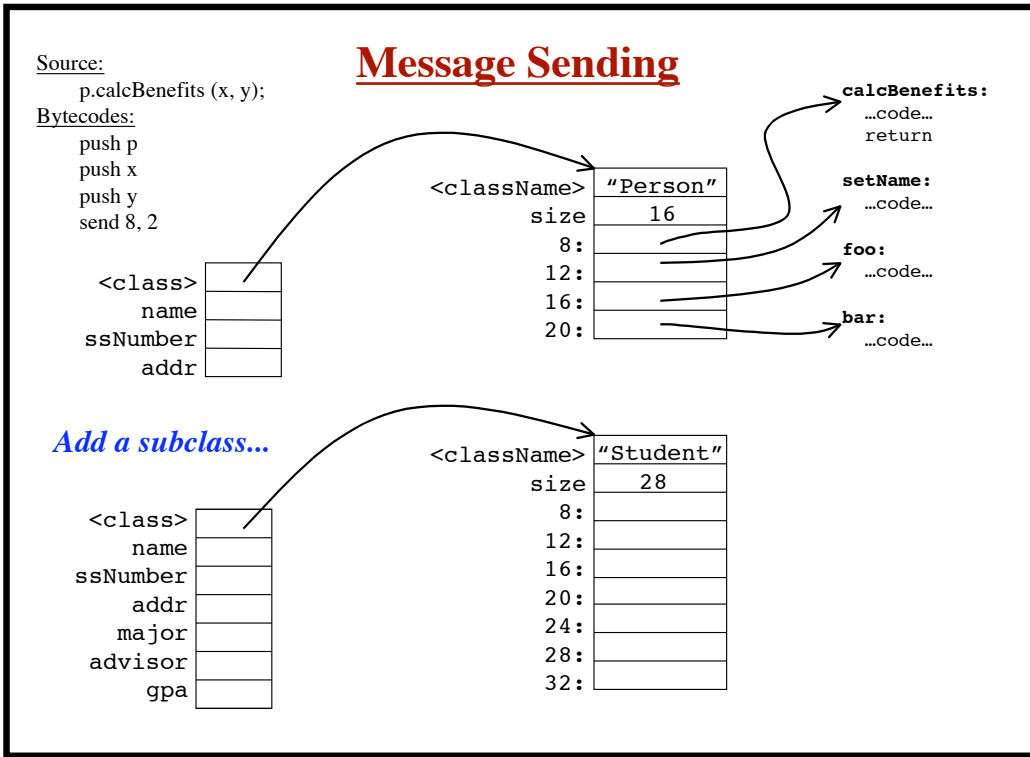 Message Sending
Source:
p.calcBenefits (x, y);
Bytecodes:
push p
push x
push y
send 8, 2
<class>
name
ssNumber
addr
<className> “Person”
size 16
8:
12:
16:
20:
calcBenefits:
…code…
return
setName:
…code…
foo:
…code…
bar:
…code…
Add a subclass...
<class>
name
ssNumber
addr
major
advisor
gpa
<className> “Student”
size 28
8:
12:
16:
20:
24:
28:
32: